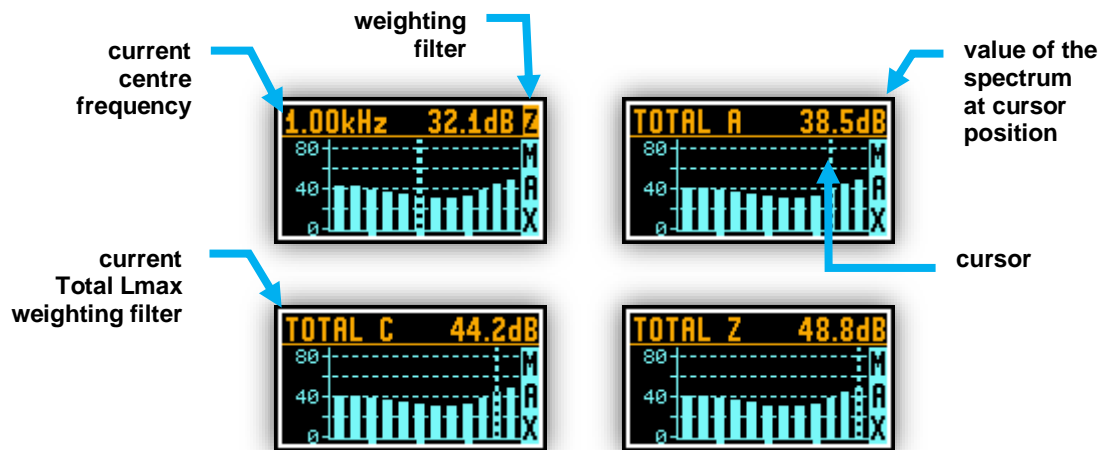 weighting
filter
current
centre
frequency
value of the
spectrum
at cursor
position
1.00kHz 32.1dB Z
80
40
0
M
A
X
TOTAL A 38.5dB
80
40
0
M
A
X
cursor
current
Total Lmax
weighting filter
TOTAL C 44.2dB
80
40
0
M
A
X
TOTAL Z 48.8dB
80
40
0
M
A
X